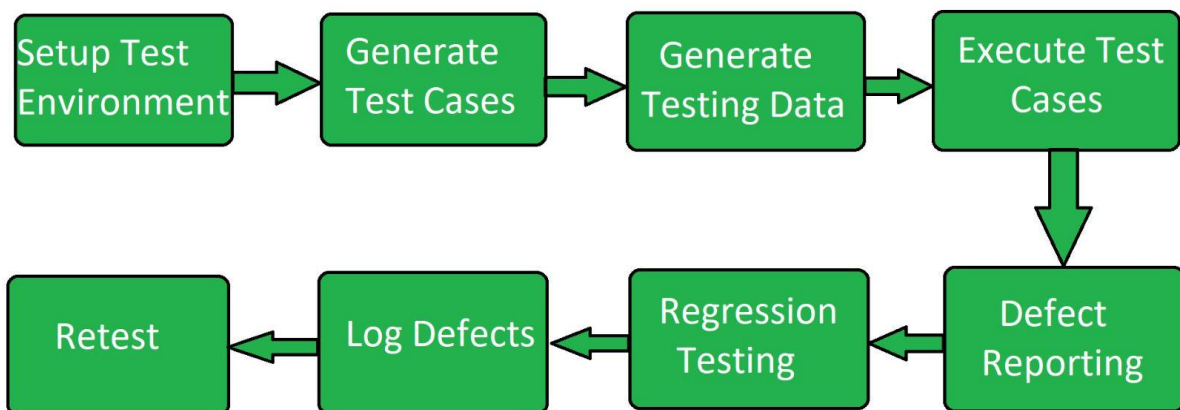 Setup Test
Environment
Generate
Test Cases
Generate
Testing Data
Execute Test
Cases
Defect
Reporting
Regression
Testing
Log Defects
Retest